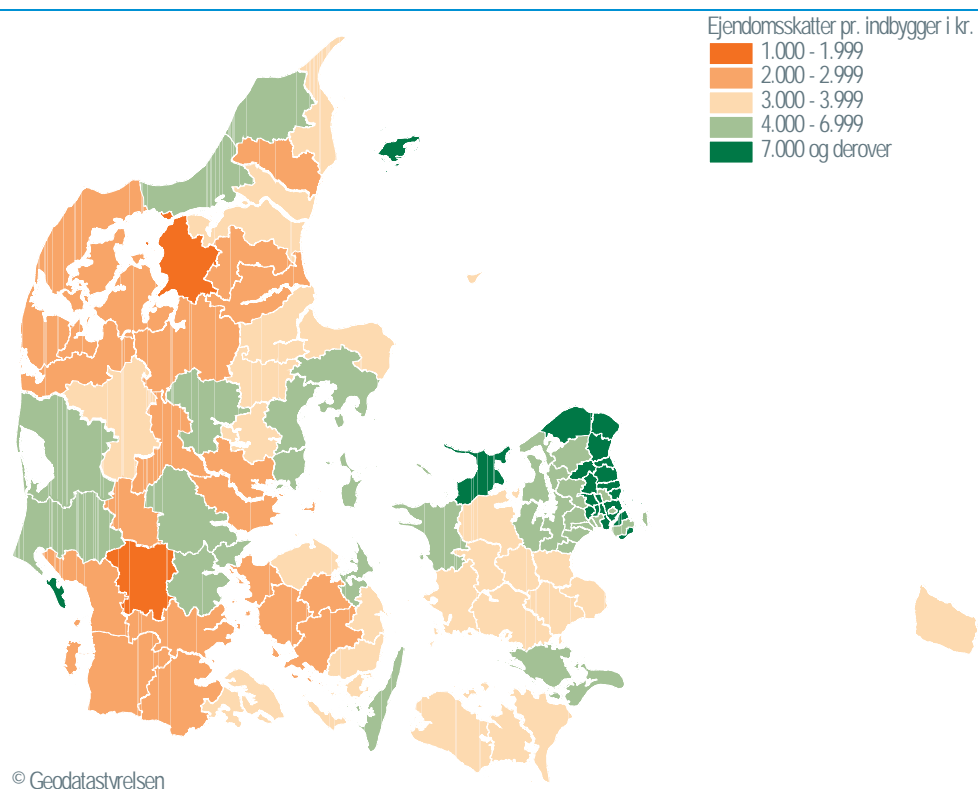 Ejendomsskatter pr. indbygger i kr.
1.000 - 1.999
2.000 - 2.999
3.000 - 3.999
4.000 - 6.999
7.000 og derover
© Geodatastyrelsen